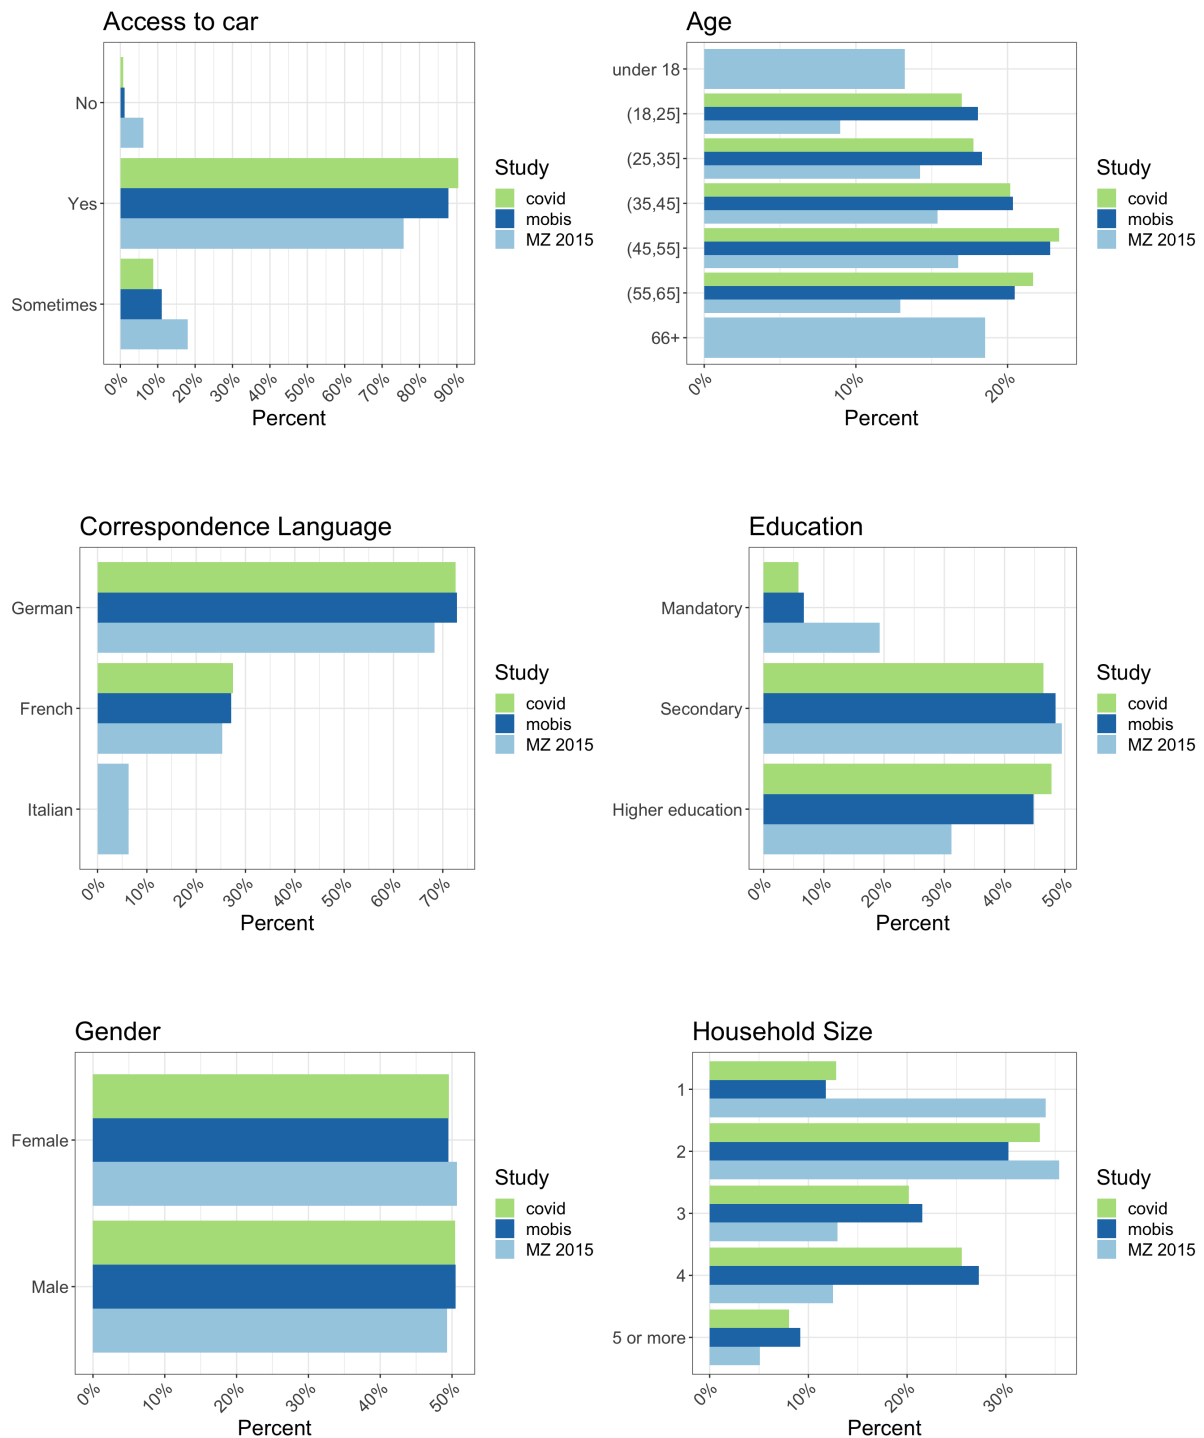 Access to car
No
Yes
Sometimes
0% 10% 20% 30% 40% 50% 60% 70% 80% 90%
Percent
Study
covid
mobis
MZ 2015
Age
under 18
(18,25]
(25,35]
(35,45]
(45,55]
(55,65]
66+
0% 10% 20%
Percent
Study
covid
mobis
MZ 2015
Correspondence Language
German
French
Italian
0% 10% 20% 30% 40% 50% 60% 70%
Percent
Study
covid
mobis
MZ 2015
Education
Mandatory
Secondary
Higher education
0% 10% 20% 30% 40% 50%
Percent
Study
covid
mobis
MZ 2015
Gender
Female
Male
0% 10% 20% 30% 40% 50%
Percent
Study
covid
mobis
MZ 2015
Household Size
1
2
3
4
5 or more
0% 10% 20% 30%
Percent
Study
covid
mobis
MZ 2015